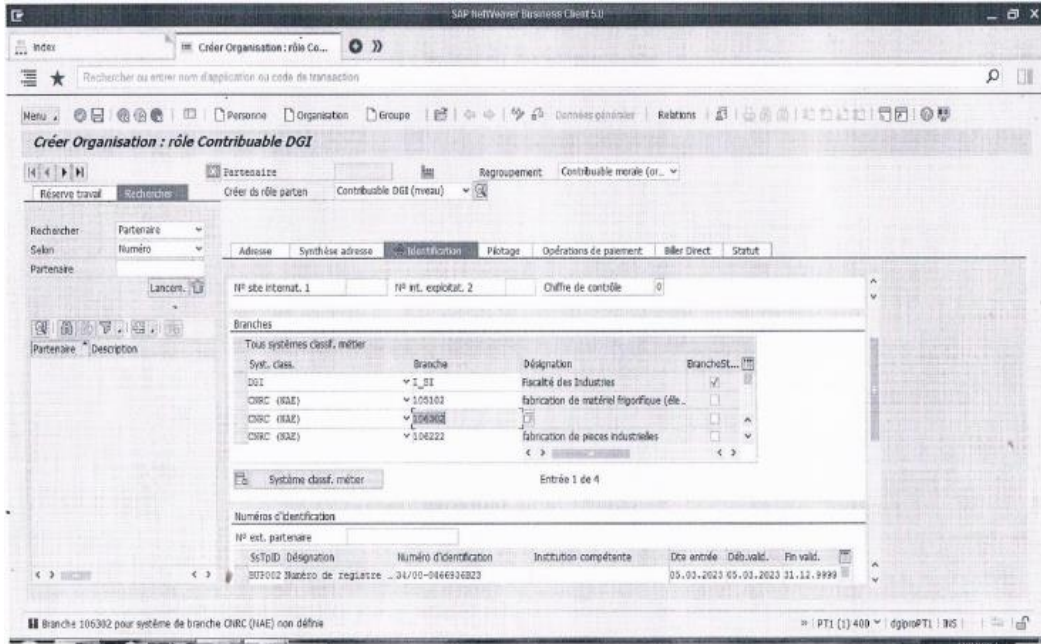 SAP NetWeaver Business Client 5.0
Index
Créer Organisation : rôle Co...
Rechercher ou entrer nom d'application ou code de transaction
Menu
Personne
Organisation
Groupe
Données générales
Relations
Créer Organisation : rôle Contribuable DGI
Partenaire
Regroupement
Contribuable morale (or...
Réserve travail
Rechercher
Créer ds rôle parten
Contribuable DGI (nveau)
Rechercher
Partenaire
Selon
Numéro
Partenaire
Lancem.
Partenaire Description
Adresse
Synthèse adresse
Identification
Pilotage
Opérations de paiement
Biller Direct
Statut
Nº sté internat. 1
Nº int. exploitat. 2
Chiffre de contrôle
0
Branches
Tous systèmes classf. métier
Syst. class. Branche Désignation BrancheSt...
DGI I_SI Fiscalité des Industries
CNRC (NAE) 105102 fabrication de matériel frigorifique (éle...
CNRC (NAE) 106302
CNRC (NAE) 106222 fabrication de pieces industrielles
Système classf. métier
Entrée 1 de 4
Numéros d'identification
Nº ext. partenaire
SsTpID Désignation Numéro d'identification Institution compétente Dte entrée Déb.valid. Fin valid.
BUP002 Numéro de registre ... 34/00-0466936B23 05.03.2023 05.03.2023 31.12.9999
Branche 106302 pour système de branche CNRC (NAE) non définie
PT1 (1) 400
dgiproPT1
INS